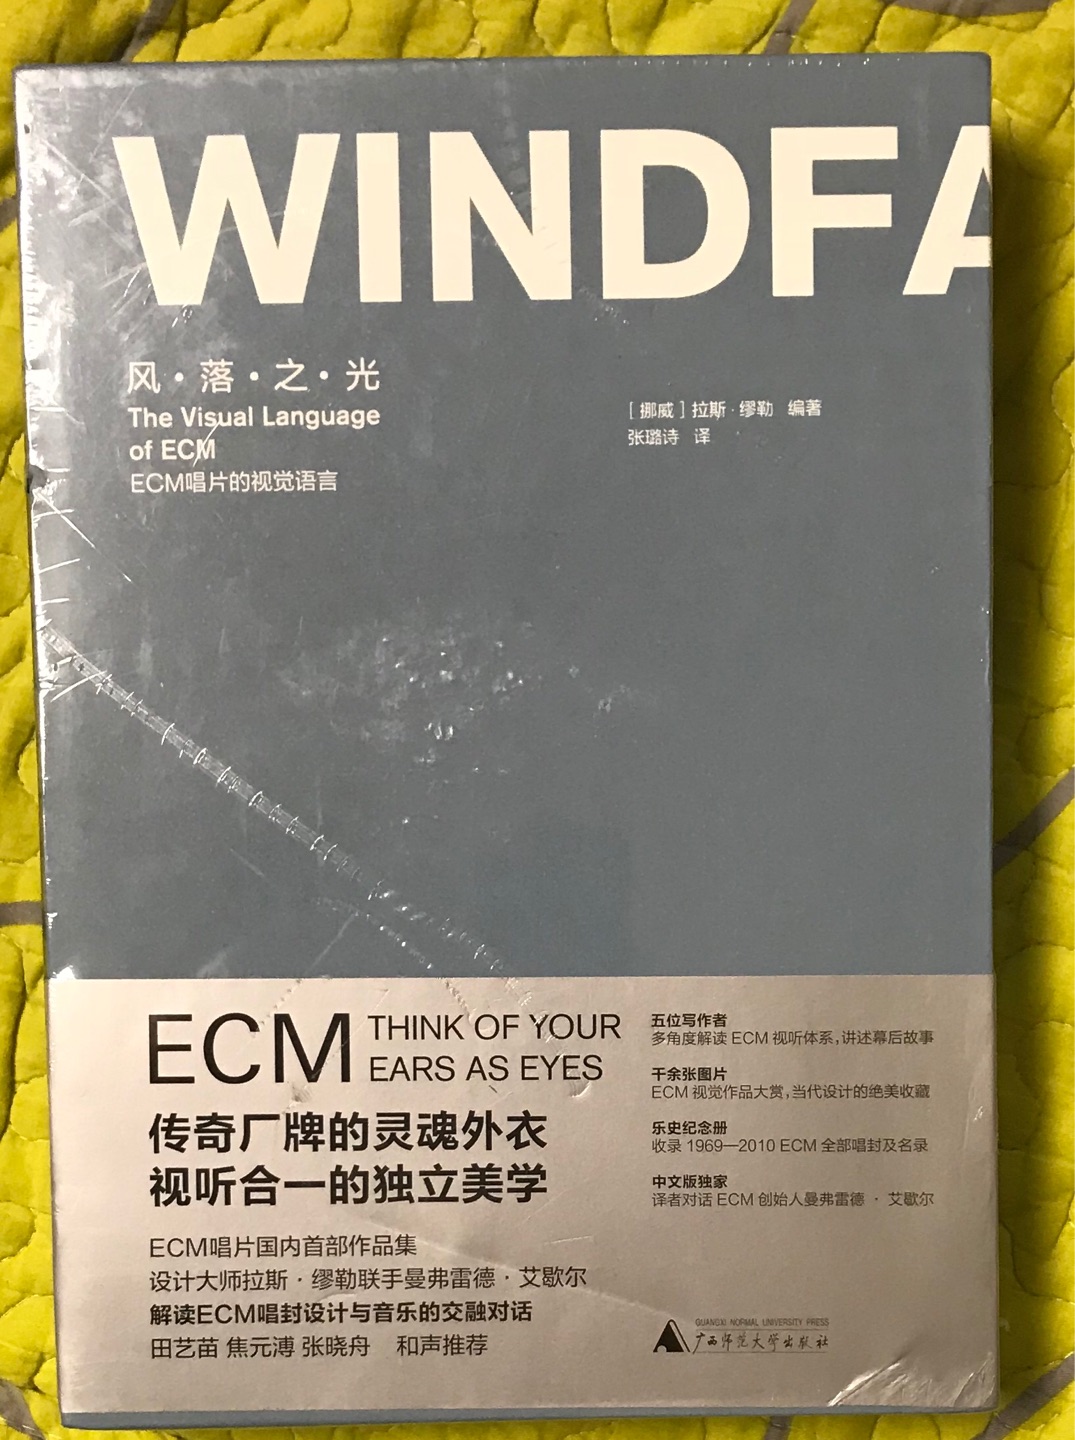 WINDFA
风·落·之·光
The Visual Language
of ECM
ECM唱片的视觉语言
[ 挪威 ] 拉斯·缪勒 编著
张璐诗 译
ECM THINK OF YOUR
EARS AS EYES
传奇厂牌的灵魂外衣
视听合一的独立美学
ECM唱片国内首部作品集
设计大师拉斯·缪勒联手曼弗雷德·艾歇尔
解读ECM唱封设计与音乐的交融对话
田艺苗 焦元溥 张晓舟 和声推荐
五位写作者
多角度解读 ECM 视听体系，讲述幕后故事
千余张图片
ECM 视觉作品大赏，当代设计的绝美收藏
乐史纪念册
收录 1969—2010 ECM 全部唱封及名录
中文版独家
译者对话 ECM 创始人曼弗雷德 · 艾歇尔
GUANGXI NORMAL UNIVERSITY PRESS
广西师范大学出版社